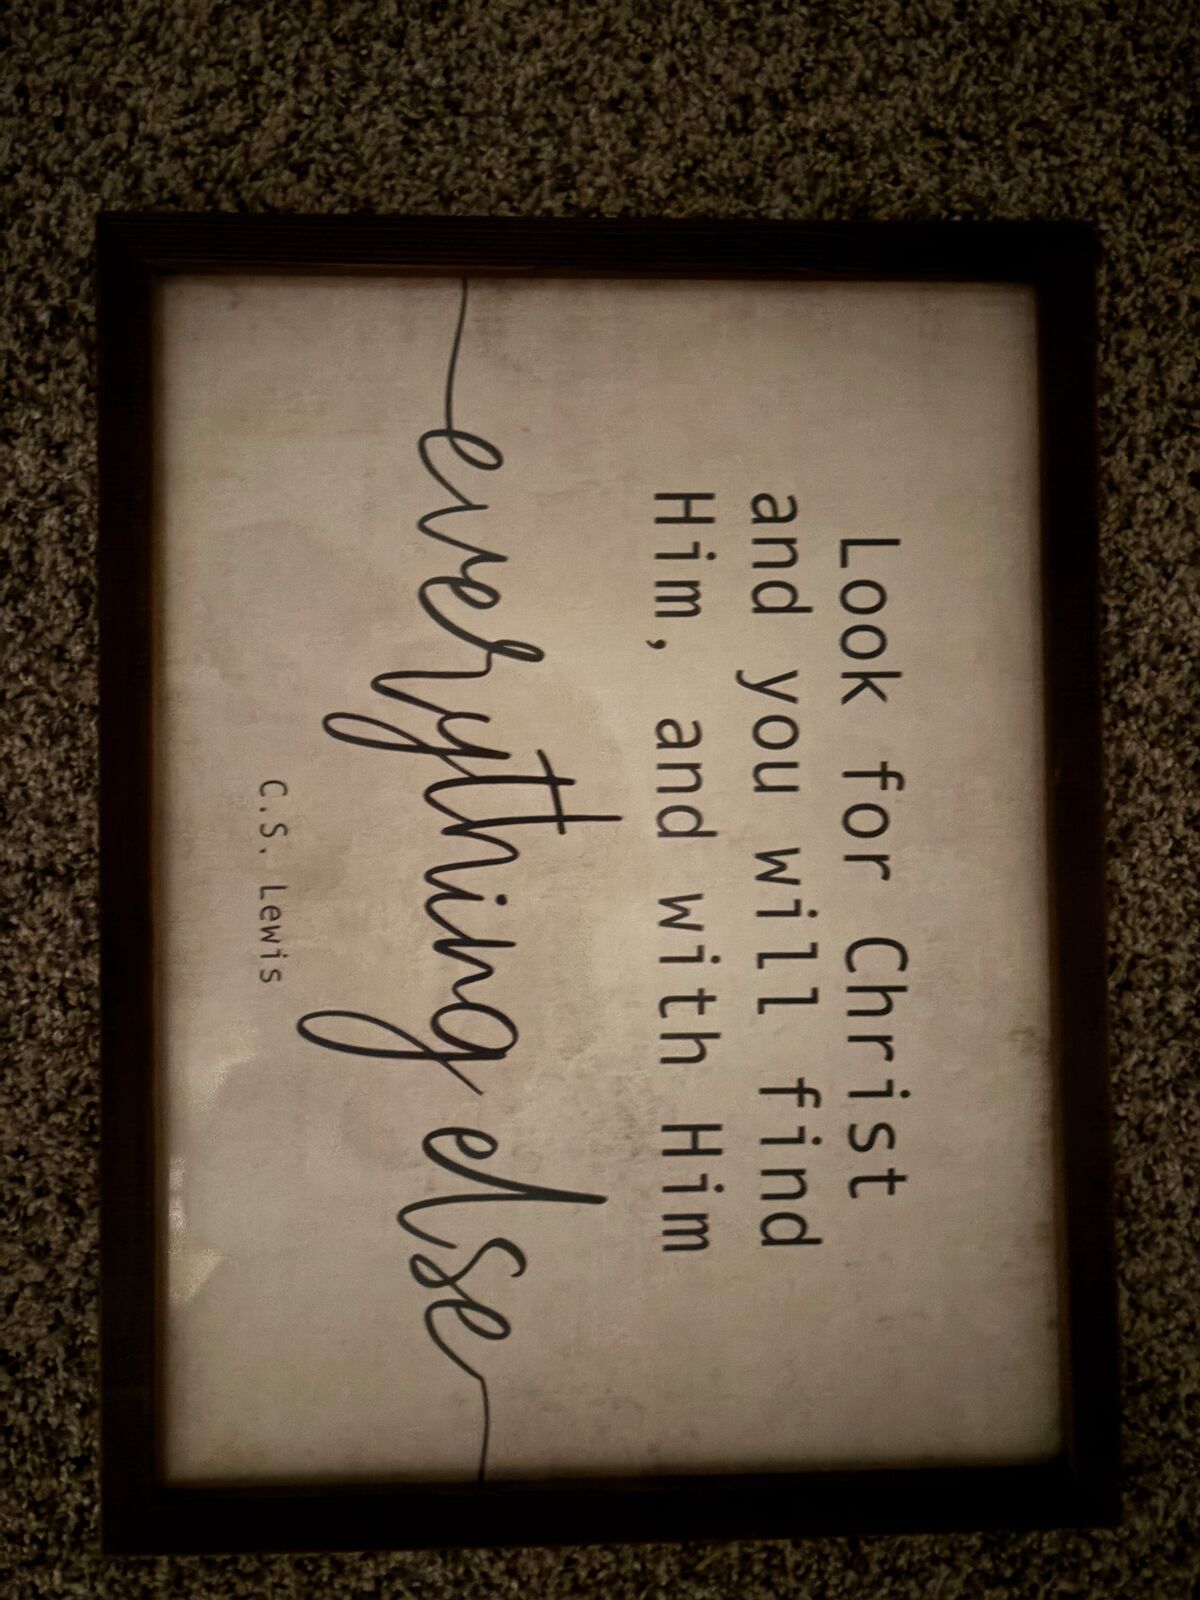 Look for Christ
and you will find
Him, and with Him
everything else
C.S. Lewis